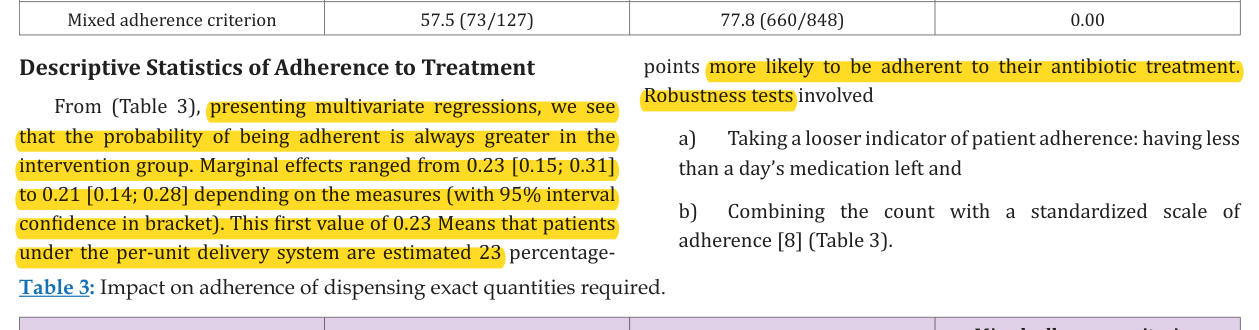 Mixed adherence criterion 57.5 (73/127) 77.8 (660/848) 0.00
Descriptive Statistics of Adherence to Treatment
From (Table 3), presenting multivariate regressions, we see
that the probability of being adherent is always greater in the
intervention group. Marginal effects ranged from 0.23 [0.15; 0.31]
to 0.21 [0.14; 0.28] depending on the measures (with 95% interval
confidence in bracket). This first value of 0.23 Means that patients
under the per-unit delivery system are estimated 23 percentage-
points more likely to be adherent to their antibiotic treatment.
Robustness tests involved
a) Taking a looser indicator of patient adherence: having less
than a day's medication left and
b) Combining the count with a standardized scale of
adherence [8] (Table 3).
Table 3: Impact on adherence of dispensing exact quantities required.